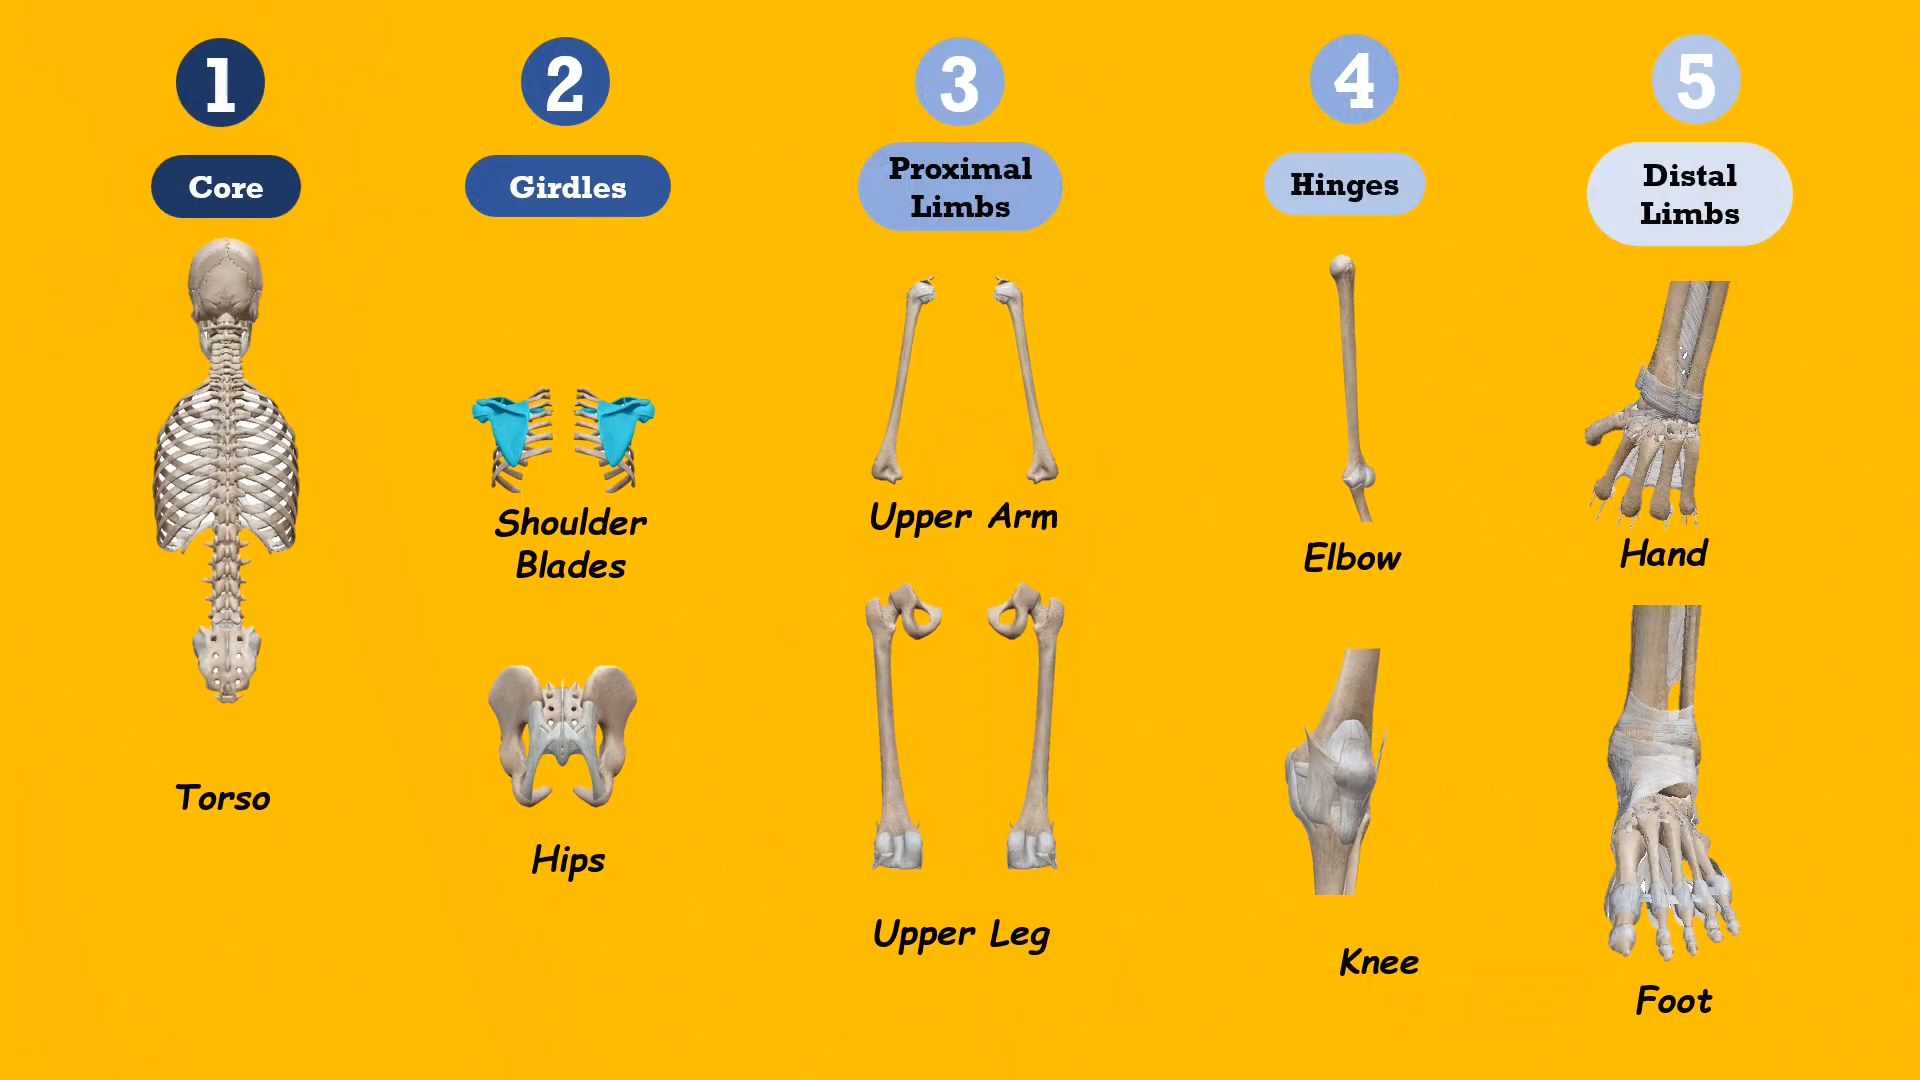 1
Core
Torso
2
Girdles
Shoulder
Blades
Hips
3
Proximal
Limbs
Upper Arm
Upper Leg
4
Hinges
Elbow
Knee
5
Distal
Limbs
Hand
Foot